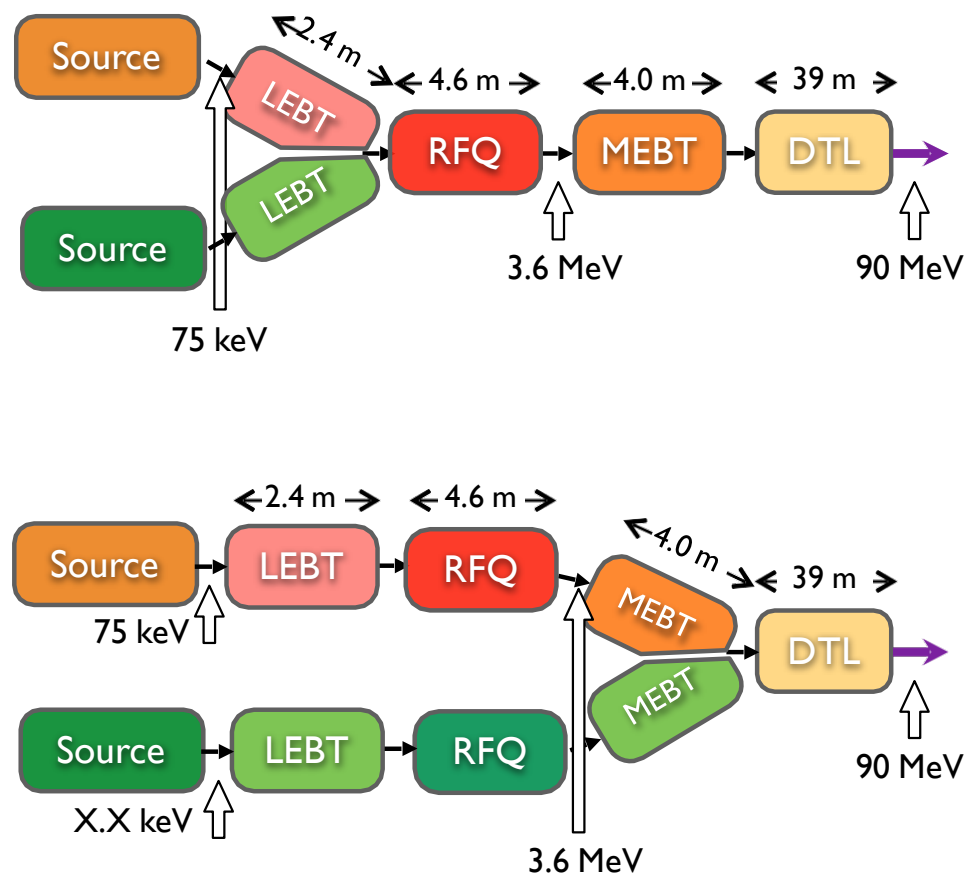 2.4 m
Source
4.6 m
4.0 m
39 m
LEBT
RFQ
MEBT
DTL
LEBT
Source
3.6 MeV
90 MeV
75 keV
2.4 m
4.6 m
4.0 m
39 m
Source
LEBT
RFQ
MEBT
75 keV
DTL
MEBT
Source
LEBT
RFQ
90 MeV
X.X keV
3.6 MeV